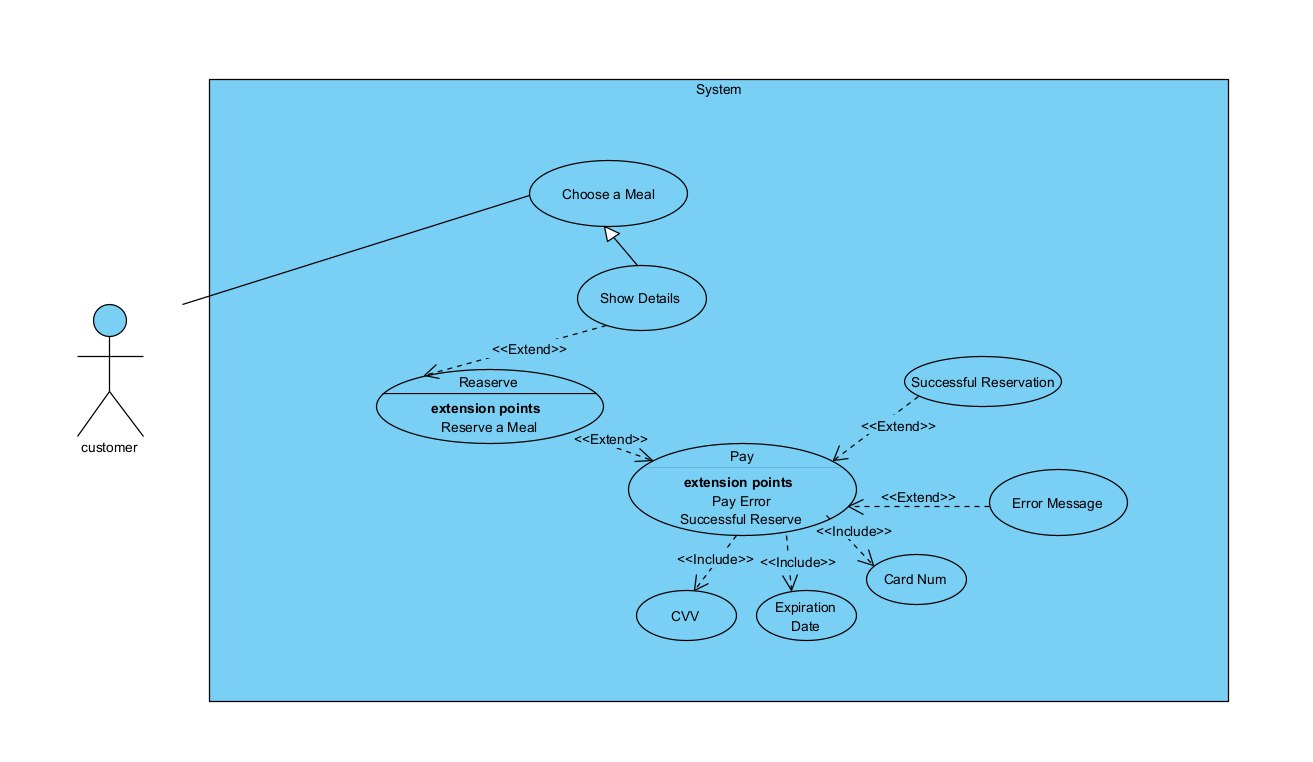 System
Choose a Meal
Show Details
<<Extend>>
Reaserve
extension points
Reserve a Meal
customer
<<Extend>>
Successful Reservation
<<Extend>>
Pay
extension points
Pay Error
Successful Reserve
<<Extend>>
Error Message
<<Include>>
<<Include>>
<<Include>>
Card Num
CVV
Expiration
Date